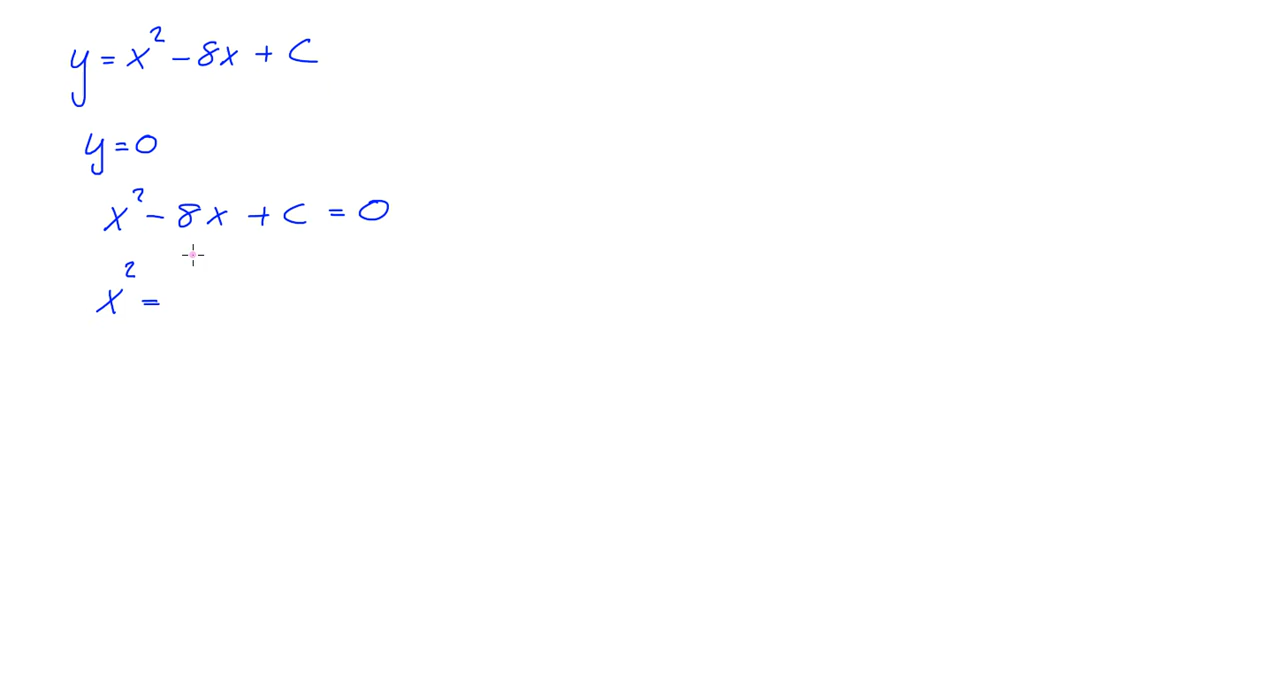 y = x² - 8x + C
y = 0
x² - 8x + C = 0
x² =